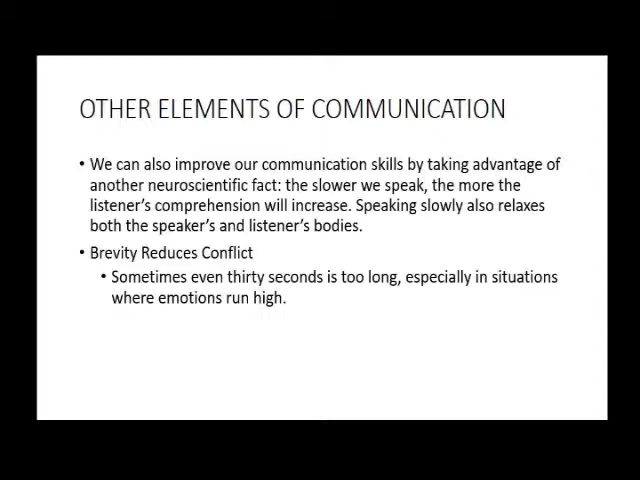 OTHER ELEMENTS OF COMMUNICATION
• We can also improve our communication skills by taking advantage of
another neuroscientific fact: the slower we speak, the more the
listener's comprehension will increase. Speaking slowly also relaxes
both the speaker's and listener's bodies.
• Brevity Reduces Conflict
• Sometimes even thirty seconds is too long, especially in situations
where emotions run high.